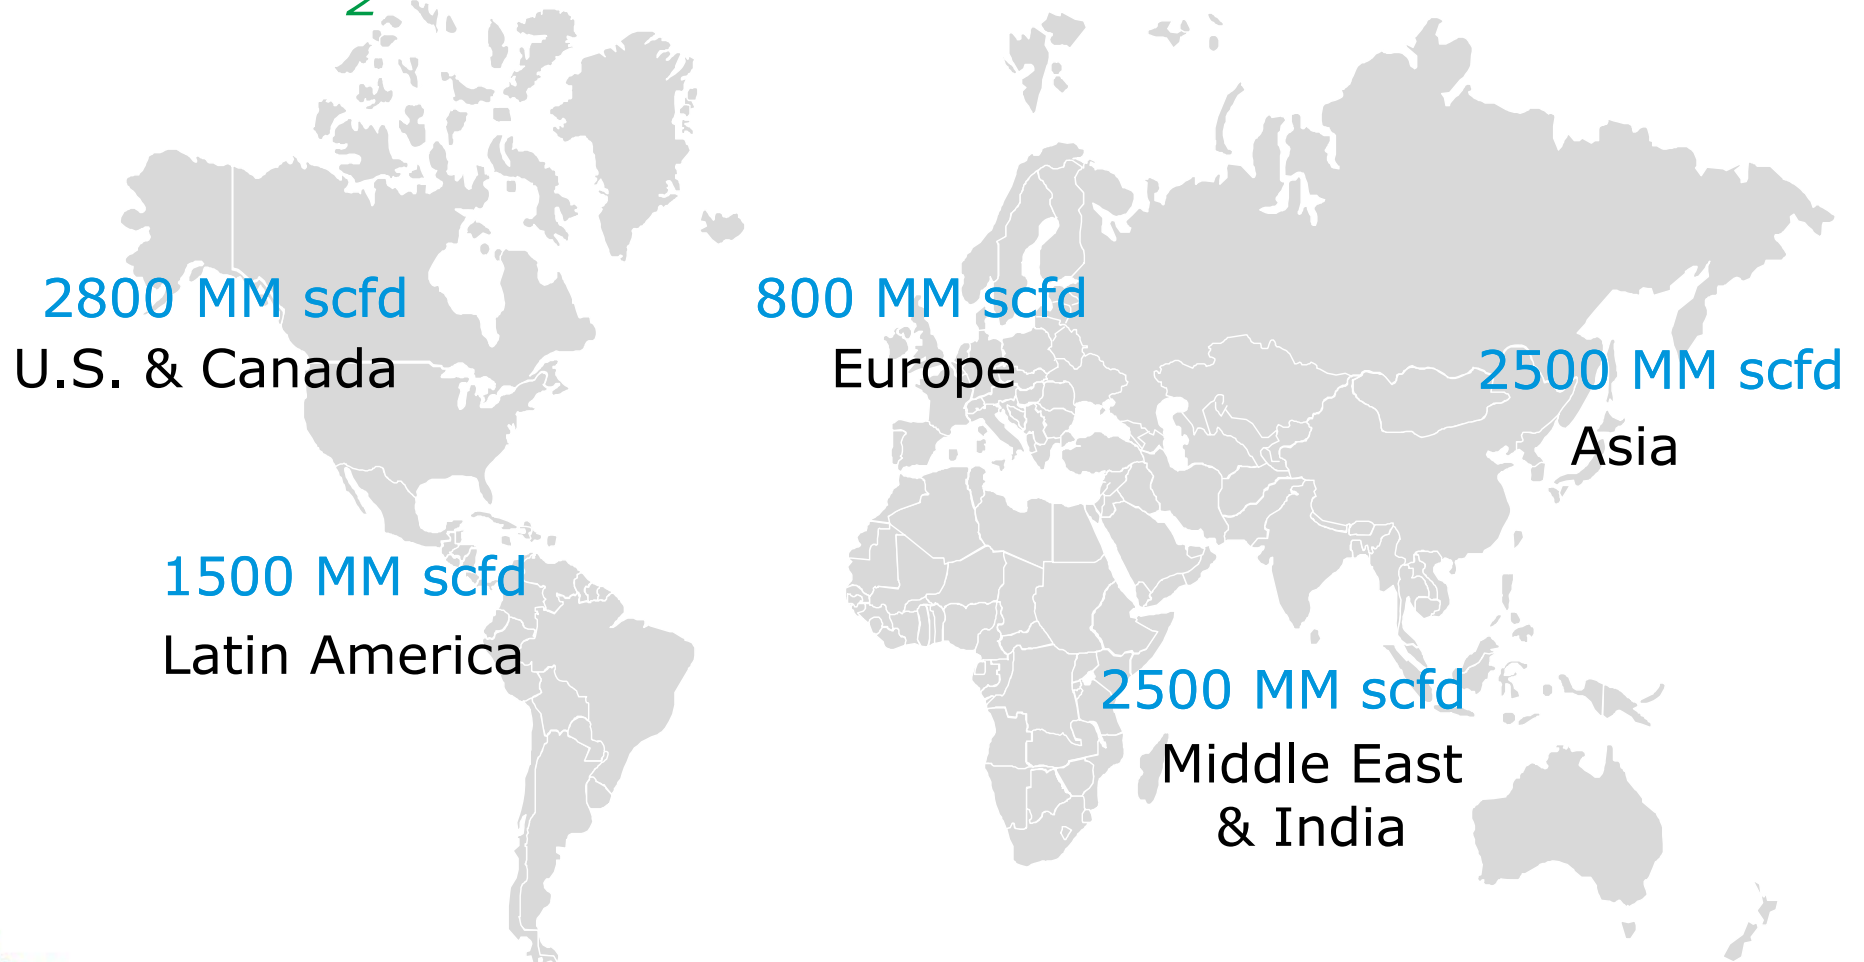 2
2800 MM scfd
U.S. & Canada
800 MM scfd
Europe
2500 MM scfd
Asia
1500 MM scfd
Latin America
2500 MM scfd
Middle East
& India